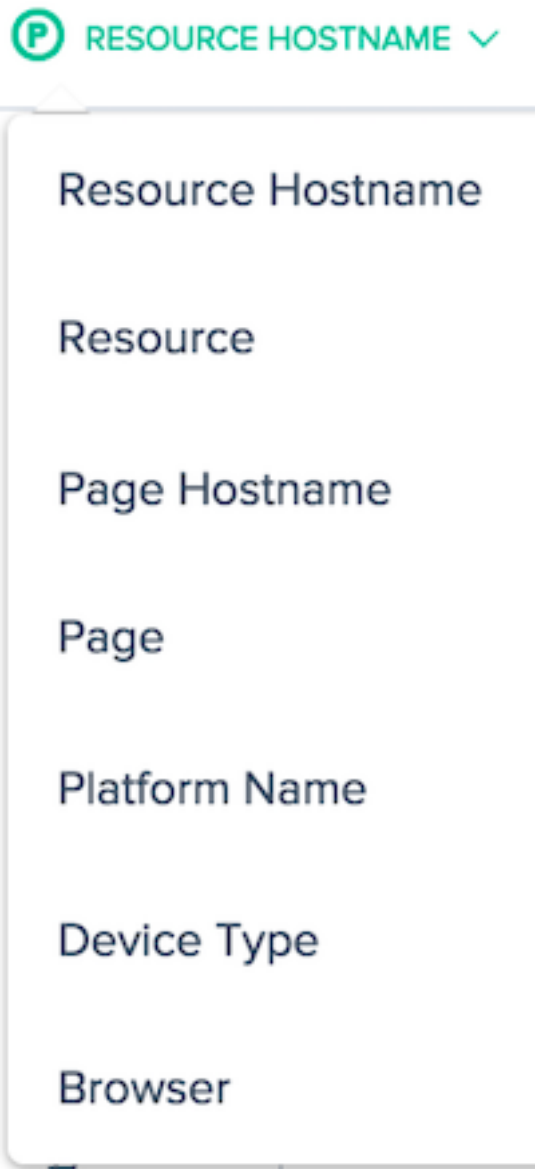 P RESOURCE HOSTNAME
Resource Hostname
Resource
Page Hostname
Page
Platform Name
Device Type
Browser